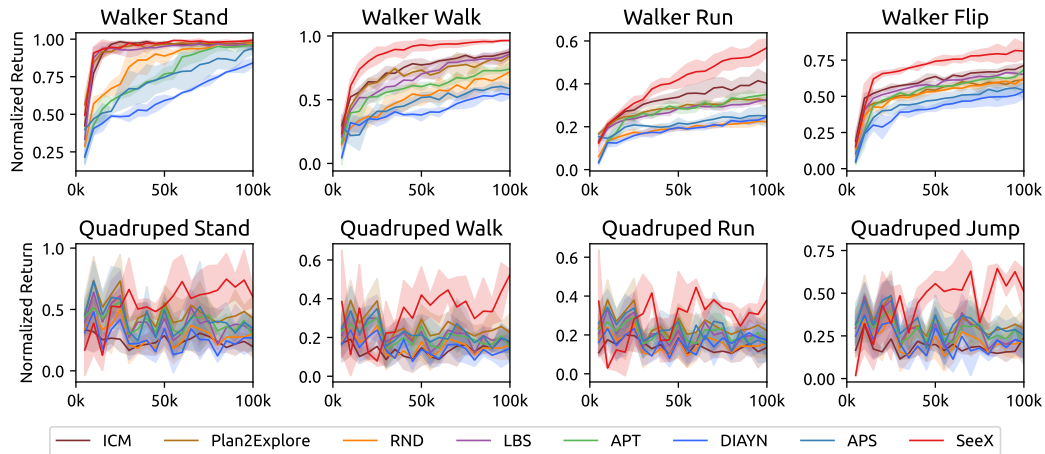 Walker Stand Walker Walk Walker Run Walker Flip
Normalized Return
1.00 0.75 0.50 0.25
1.0 0.5 0.0
0.6 0.4 0.2 0.0
0.75 0.50 0.25 0.00
0k 50k 100k 0k 50k 100k 0k 50k 100k 0k 50k 100k
Quadruped Stand Quadruped Walk Quadruped Run Quadruped Jump
Normalized Return
1.0 0.5 0.0
0.6 0.4 0.2 0.0
0.6 0.4 0.2 0.0
0.75 0.50 0.25 0.00
0k 50k 100k 0k 50k 100k 0k 50k 100k 0k 50k 100k
ICM Plan2Explore RND LBS APT DIAYN APS SeeX